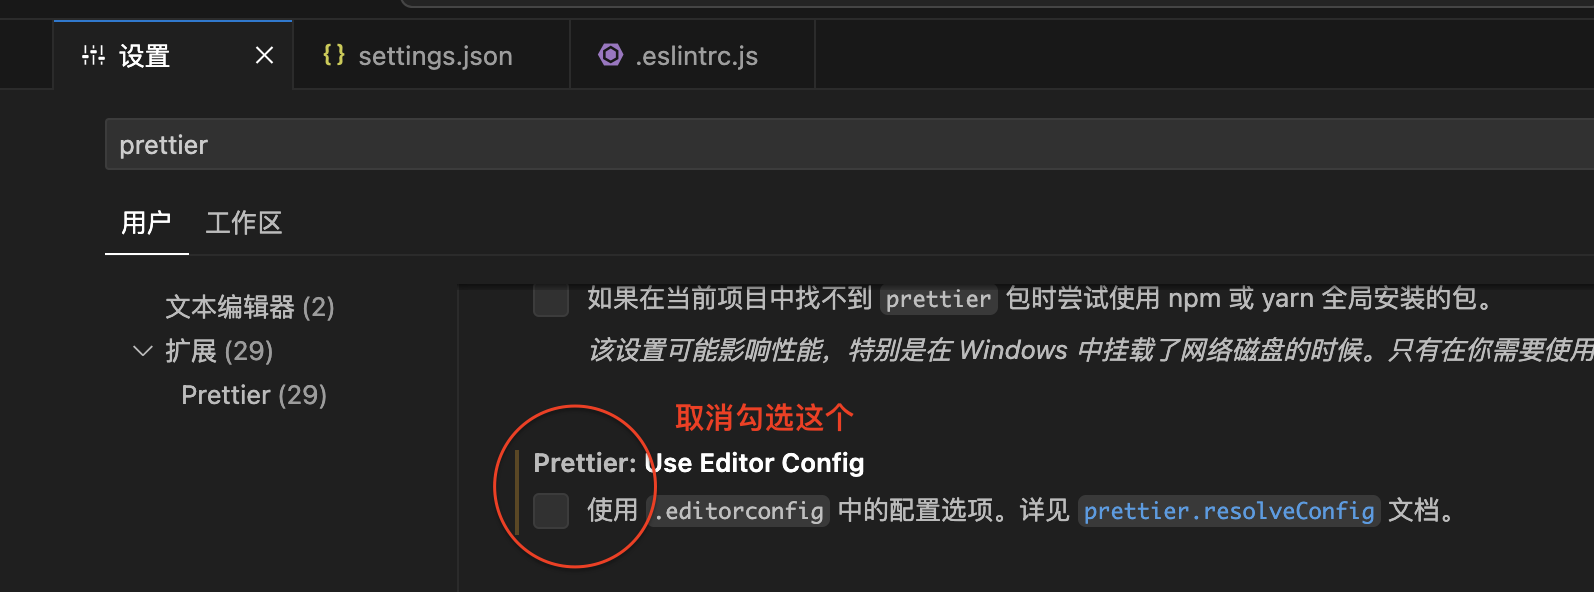 设置
settings.json
.eslintrc.js
prettier
用户 工作区
文本编辑器 (2)
扩展 (29)
Prettier (29)
如果在当前项目中找不到 prettier 包时尝试使用 npm 或 yarn 全局安装的包。
该设置可能影响性能，特别是在 Windows 中挂载了网络磁盘的时候。只有在你需要使用
取消勾选这个
Prettier: Use Editor Config
使用 .editorconfig 中的配置选项。详见 prettier.resolveConfig 文档。